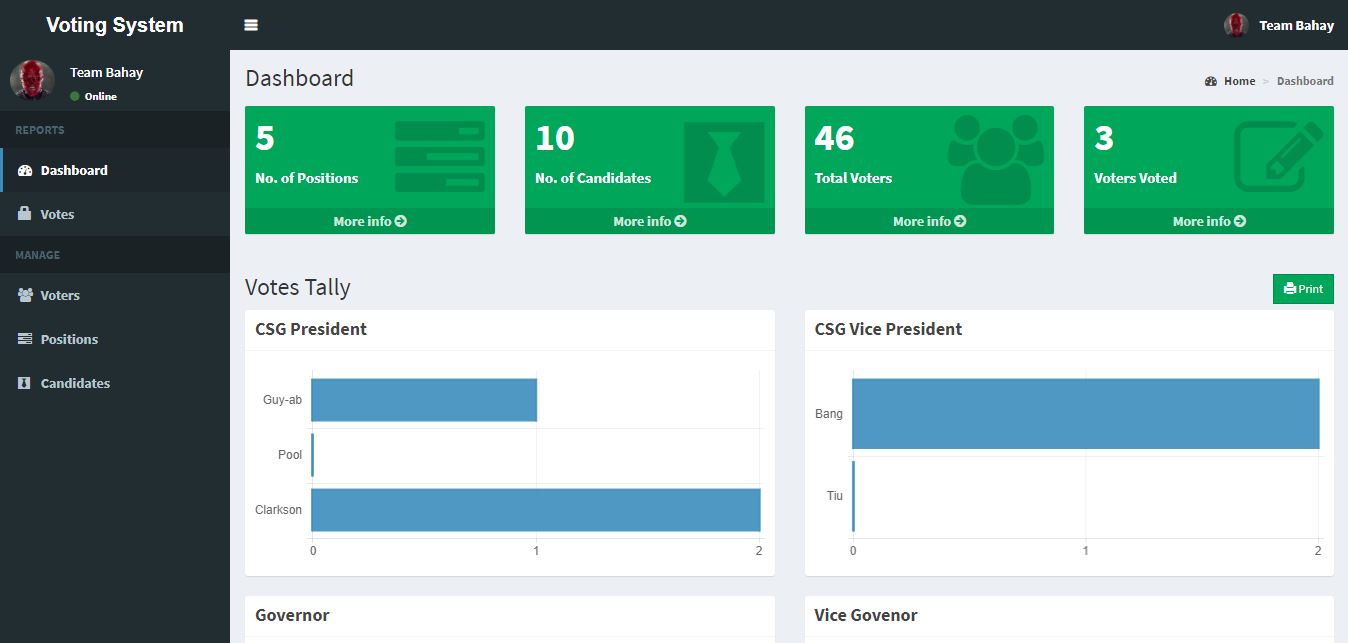 Voting System
Team Bahay
Team Bahay
Online
REPORTS
Dashboard
Votes
MANAGE
Voters
Positions
Candidates
Dashboard
Home > Dashboard
5
No. of Positions
More info
10
No. of Candidates
More info
46
Total Voters
More info
3
Voters Voted
More info
Votes Tally
Print
CSG President
Guy-ab
Pool
Clarkson
0 1 2
CSG Vice President
Bang
Tiu
0 1 2
Governor
Vice Govenor